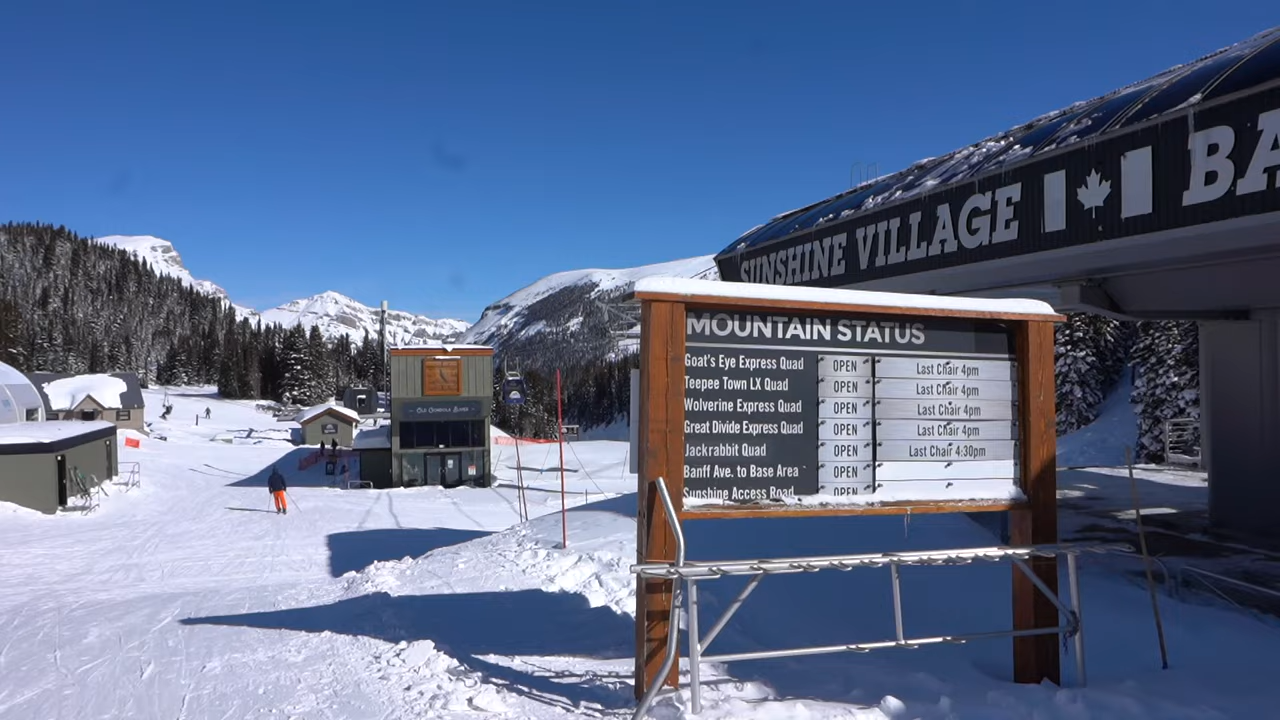 SUNSHINE VILLAGE BA
MOUNTAIN STATUS
Goat's Eye Express Quad OPEN Last Chair 4pm
Teepee Town LX Quad OPEN Last Chair 4pm
Wolverine Express Quad OPEN Last Chair 4pm
Great Divide Express Quad OPEN Last Chair 4pm
Jackrabbit Quad OPEN Last Chair 4:30pm
Banff Ave. to Base Area OPEN
Sunshine Access Road OPEN